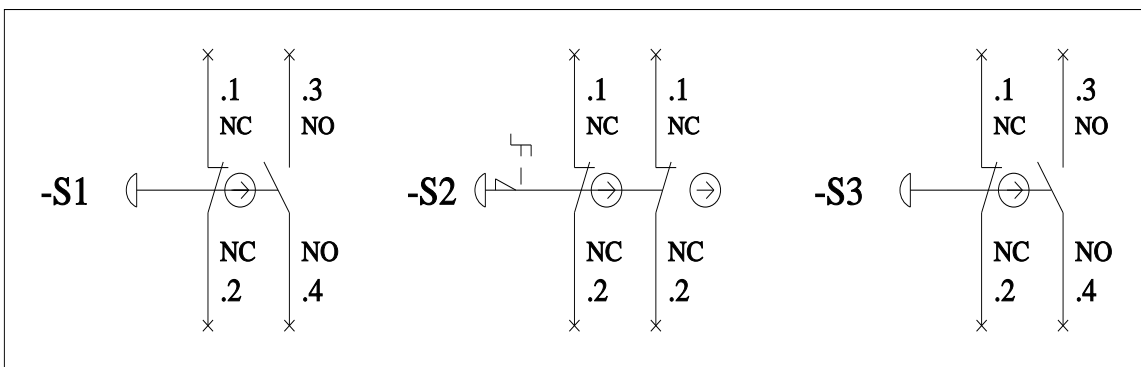 .1 .3 .1 .1 .1 .3
NC NO NC NC NC NO
-S1 -S2 -S3
NC NO NC NC NC NO
.2 .4 .2 .2 .2 .4